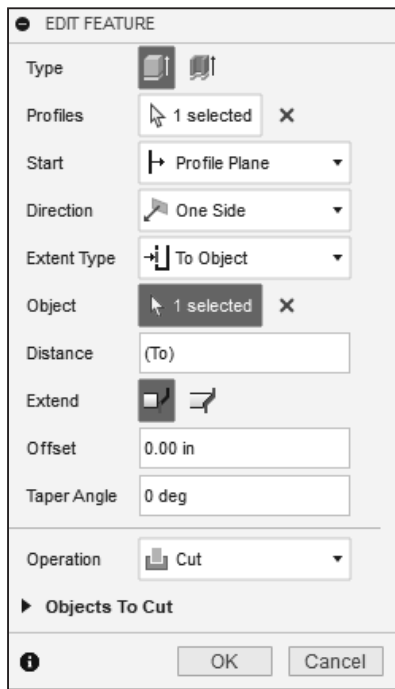 EDIT FEATURE
Type
Profiles 1 selected
Start Profile Plane
Direction One Side
Extent Type To Object
Object 1 selected
Distance (To)
Extend
Offset 0.00 in
Taper Angle 0 deg
Operation Cut
Objects To Cut
OK Cancel